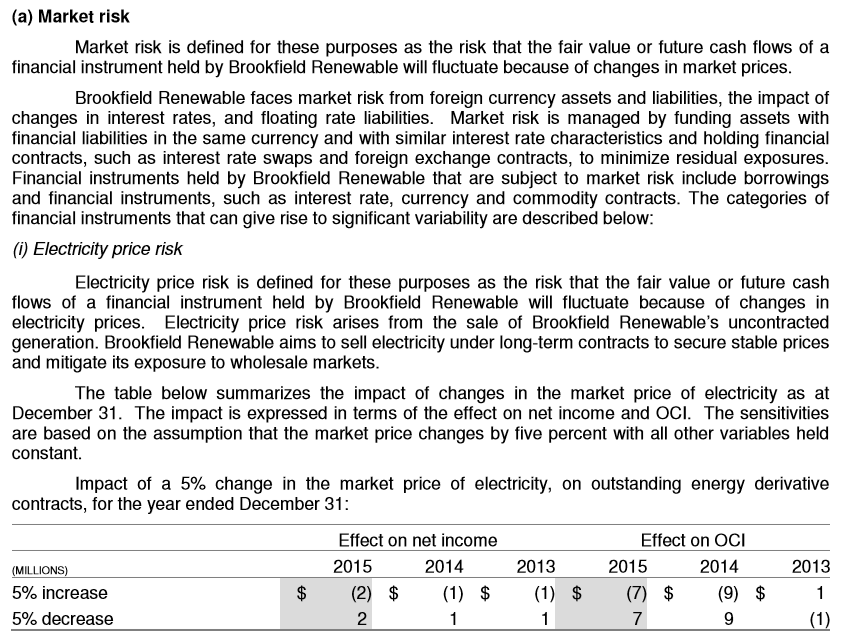 (a) Market risk
Market risk is defined for these purposes as the risk that the fair value or future cash flows of a
financial instrument held by Brookfield Renewable will fluctuate because of changes in market prices.
Brookfield Renewable faces market risk from foreign currency assets and liabilities, the impact of
changes in interest rates, and floating rate liabilities. Market risk is managed by funding assets with
financial liabilities in the same currency and with similar interest rate characteristics and holding financial
contracts, such as interest rate swaps and foreign exchange contracts, to minimize residual exposures.
Financial instruments held by Brookfield Renewable that are subject to market risk include borrowings
and financial instruments, such as interest rate, currency and commodity contracts. The categories of
financial instruments that can give rise to significant variability are described below:
(i) Electricity price risk
Electricity price risk is defined for these purposes as the risk that the fair value or future cash
flows of a financial instrument held by Brookfield Renewable will fluctuate because of changes in
electricity prices. Electricity price risk arises from the sale of Brookfield Renewable's uncontracted
generation. Brookfield Renewable aims to sell electricity under long-term contracts to secure stable prices
and mitigate its exposure to wholesale markets.
The table below summarizes the impact of changes in the market price of electricity as at
December 31. The impact is expressed in terms of the effect on net income and OCI. The sensitivities
are based on the assumption that the market price changes by five percent with all other variables held
constant.
Impact of a 5% change in the market price of electricity, on outstanding energy derivative
contracts, for the year ended December 31:
Effect on net income Effect on OCI
(MILLIONS) 2015 2014 2013 2015 2014 2013
5% increase $ (2) $ (1) $ (1) $ (7) $ (9) $ 1
5% decrease 2 1 1 7 9 (1)